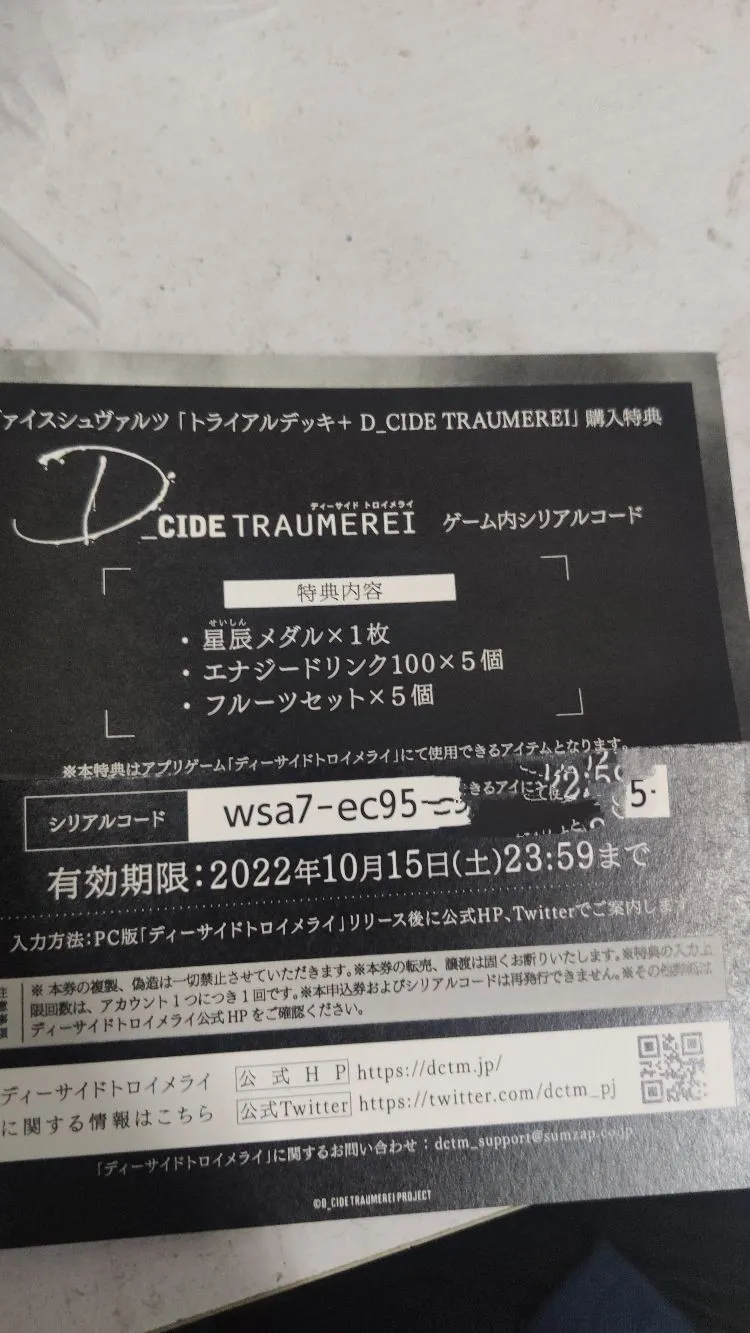 ァイスシュヴァルツ「トライアルデッキ+ D_CIDE TRAUMEREI」購入特典
ディーサイド トロイメライ
D_CIDE TRAUMEREI ゲーム内シリアルコード
特典内容
せいしん
・星辰メダル×1枚
・エナジードリンク100×5個
・フルーツセット×5個
※本特典はアプリゲーム「ディーサイドトロイメライ」にて使用できるアイテムとなります。
シリアルコード wsa7-ec95- 5-
有効期限:2022年10月15日(土)23:59まで
入力方法:PC版「ディーサイドトロイメライ」リリース後に公式HP、Twitterでご案内します
※本券の複製、偽造は一切禁止させていただきます。※本券の転売、譲渡は固くお断りいたします。※特典の入力上
限回数は、アカウント1つにつき1回です。※本申込券およびシリアルコードは再発行できません。※その他詳細は
ディーサイドトロイメライ公式HPをご確認ください。
ディーサイドトロイメライ
に関する情報はこちら
公式HP https://dctm.jp/
公式Twitter https://twitter.com/dctm_pj
「ディーサイドトロイメライ」に関するお問い合わせ:dctm_support@sumzap.co.jp
©D_CIDE TRAUMEREI PROJECT